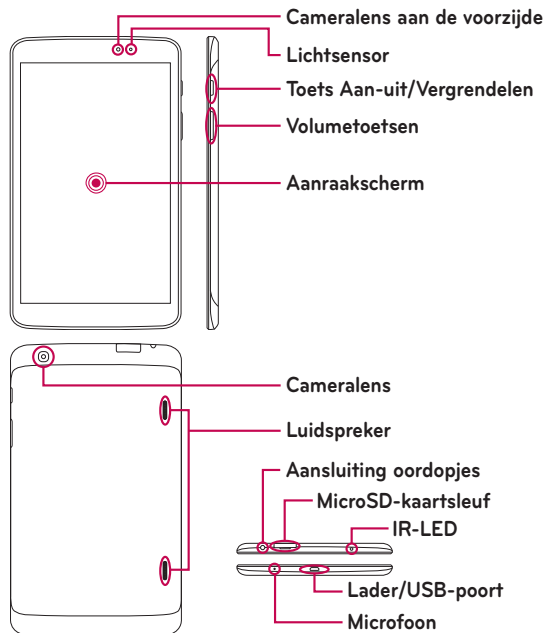 Cameralens aan de voorzijde
Lichtsensor
Toets Aan-uit/Vergrendelen
Volumetoetsen
Aanraakscherm
Cameralens
Luidspreker
Aansluiting oordopjes
MicroSD-kaartsleuf
IR-LED
Lader/USB-poort
Microfoon